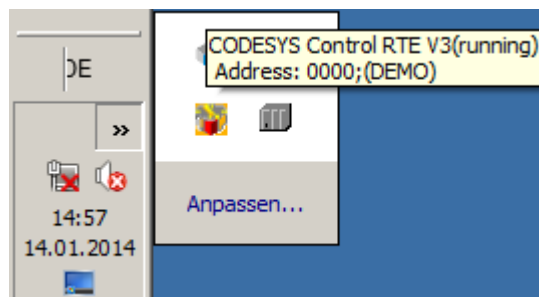 CODESYS Control RTE V3(running)
Address: 0000;(DEMO)
DE
»
Anpassen...
14:57
14.01.2014